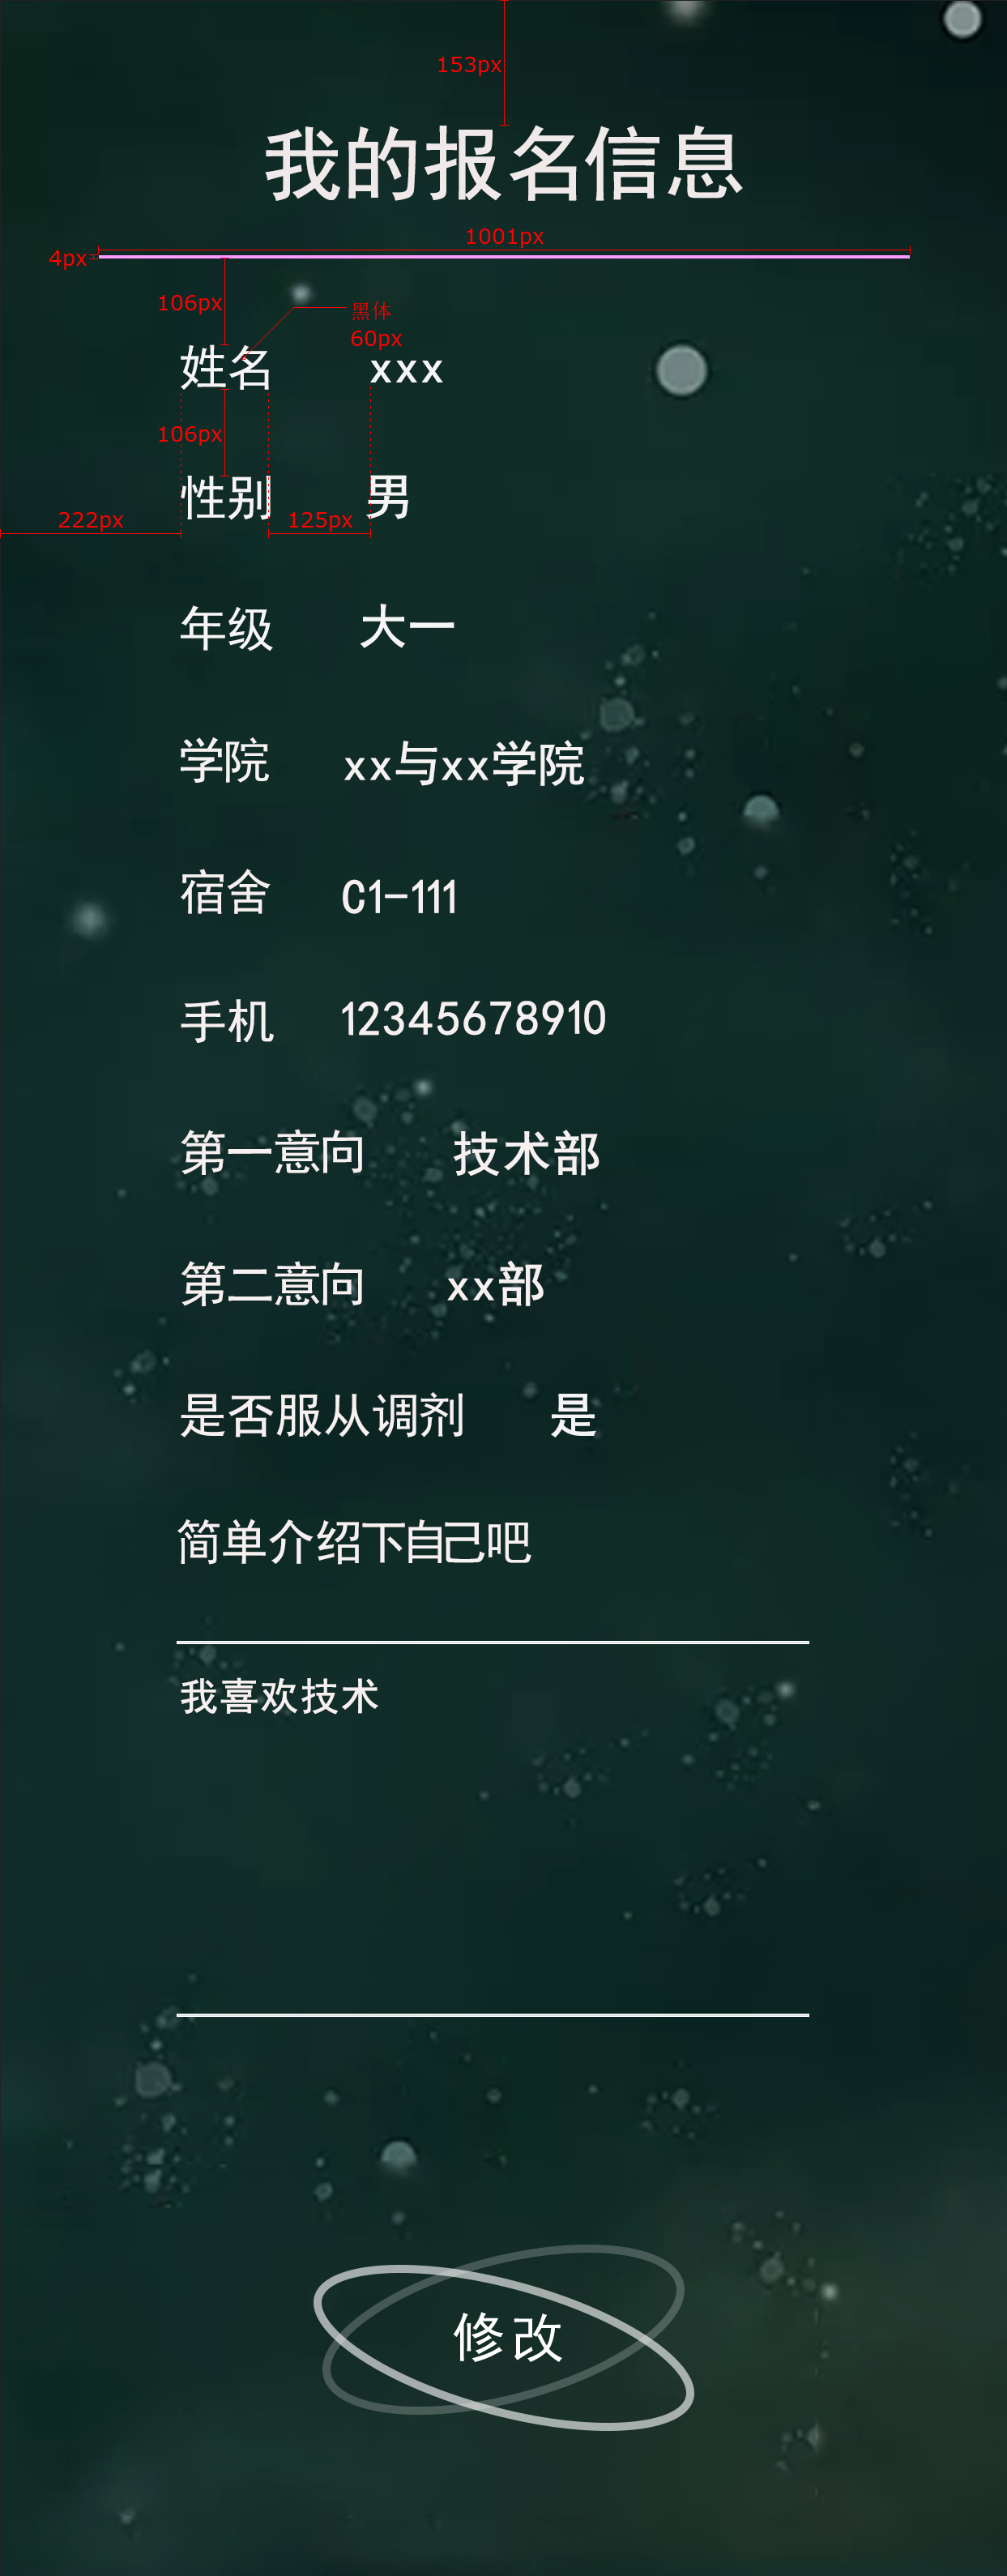 153px
我的报名信息
1001px
4px
106px
黑体
60px
姓名 xxx
106px
性别 男
222px 125px
年级 大一
学院 xx与xx学院
宿舍 C1-111
手机 12345678910
第一意向 技术部
第二意向 xx部
是否服从调剂 是
简单介绍下自己吧
我喜欢技术
修改